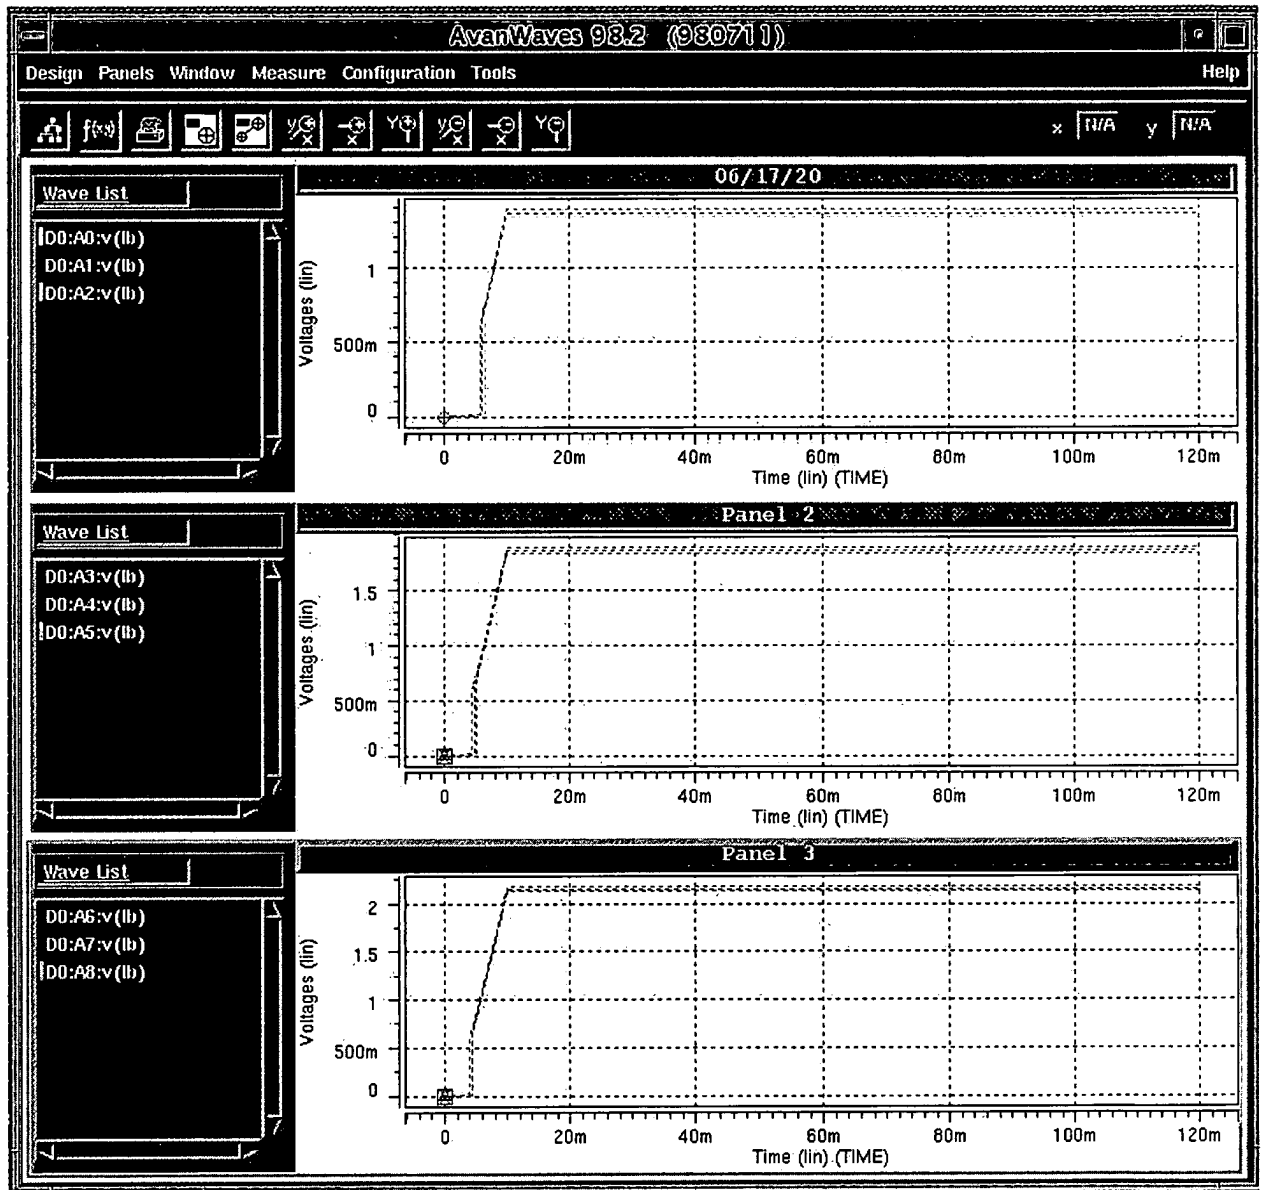 AvanWaves 98.2 (980711)
Design Panels Window Measure Configuration Tools Help
f(xy) y/x x Y y/x x Y x N/A y N/A
06/17/20
Wave List
D0:A0:v(lb)
D0:A1:v(lb)
D0:A2:v(lb)
Voltages (lin)
1
500m
0
0 20m 40m 60m 80m 100m 120m
Time (lin) (TIME)
Panel 2
Wave List
D0:A3:v(lb)
D0:A4:v(lb)
D0:A5:v(lb)
Voltages (lin)
1.5
1
500m
0
0 20m 40m 60m 80m 100m 120m
Time (lin) (TIME)
Panel 3
Wave List
D0:A6:v(lb)
D0:A7:v(lb)
D0:A8:v(lb)
Voltages (lin)
2
1.5
1
500m
0
0 20m 40m 60m 80m 100m 120m
Time (lin) (TIME)